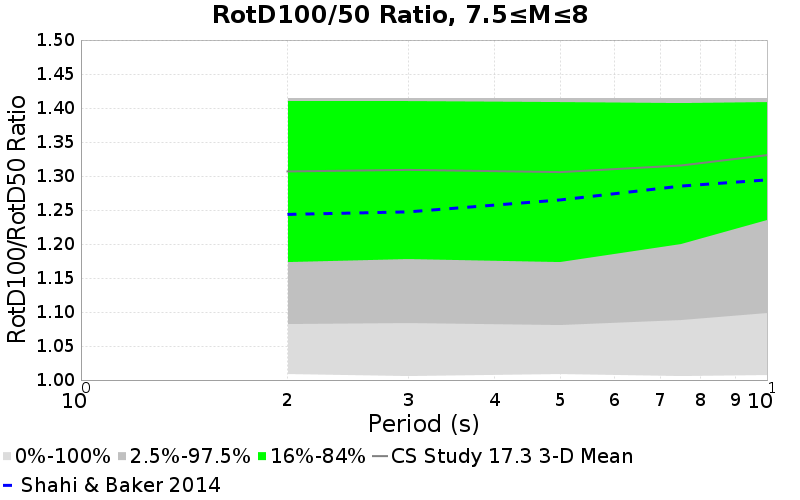 RotD100/50 Ratio, 7.5≤M≤8
RotD100/RotD50 Ratio
1.50
1.45
1.40
1.35
1.30
1.25
1.20
1.15
1.10
1.05
1.00
10^0 2 3 4 5 6 7 8 9 10^1
Period (s)
0%-100% 2.5%-97.5% 16%-84% CS Study 17.3 3-D Mean
Shahi & Baker 2014